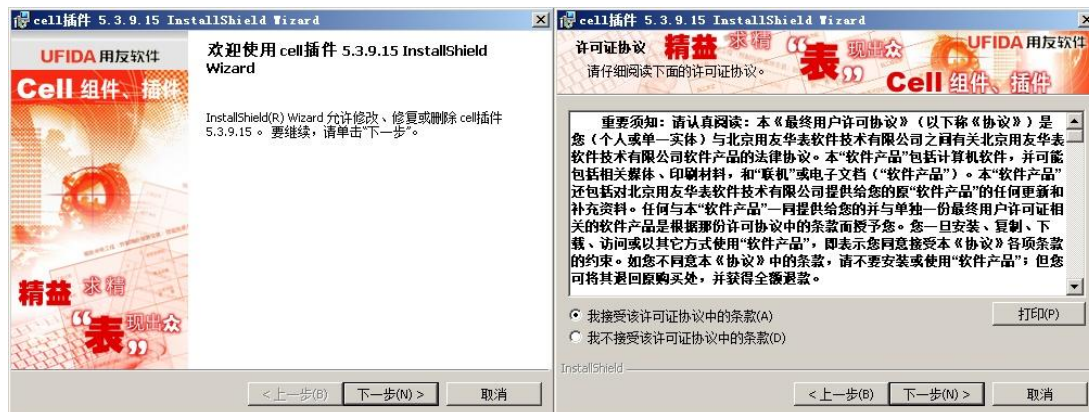 cell插件 5.3.9.15 InstallShield Wizard
UFIDA 用友软件
Cell 组件、插件
精益 求精
“表” 现出众
欢迎使用 cell插件 5.3.9.15 InstallShield
Wizard
InstallShield(R) Wizard 允许修改、修复或删除 cell插件
5.3.9.15 。 要继续，请单击“下一步”。
<上一步(B)
下一步(N) >
取消
cell插件 5.3.9.15 InstallShield Wizard
许可证协议
请仔细阅读下面的许可证协议。
精益 求精
“表” 现出众
UFIDA 用友软件
Cell 组件、插件
重要须知：请认真阅读：本《最终用户许可协议》（以下称《协议》）是
您（个人或单一实体）与北京用友华表软件技术有限公司之间有关北京用友华表
软件技术有限公司软件产品的法律协议。本“软件产品”包括计算机软件，并可能
包括相关媒体、印刷材料，和“联机”或电子文档（“软件产品”）。本“软件产品”
还包括对北京用友华表软件技术有限公司提供给您的原“软件产品”的任何更新和
补充资料。任何与本“软件产品”一同提供给您的并与单独一份最终用户许可证相
关的软件产品是根据那份许可协议中的条款而授予您。您一旦安装、复制、下
载、访问或以其它方式使用“软件产品”，即表示您同意接受本《协议》各项条款
的约束。如您不同意本《协议》中的条款，请不要安装或使用“软件产品”；但您
可将其退回原购买处，并获得全额退款。
我接受该许可证协议中的条款(A)
打印(P)
我不接受该许可证协议中的条款(D)
InstallShield
<上一步(B)
下一步(N) >
取消